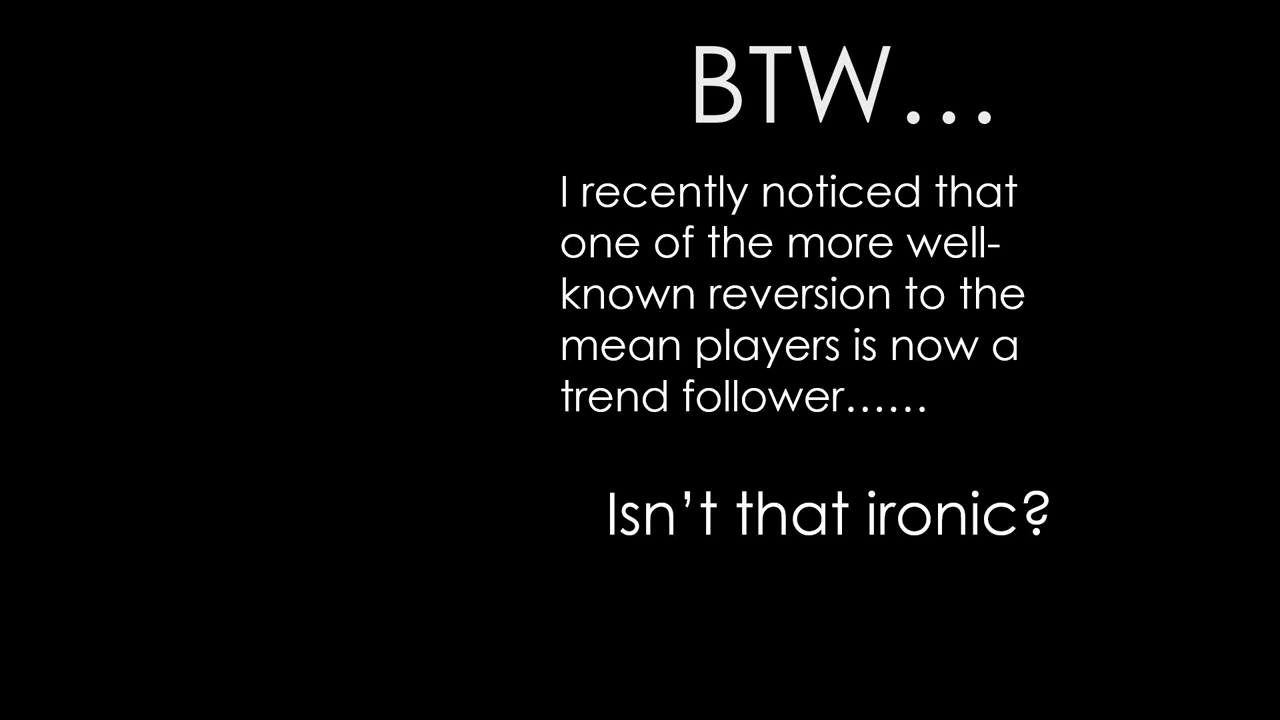 BTW...
I recently noticed that
one of the more well-
known reversion to the
mean players is now a
trend follower......
Isn’t that ironic?